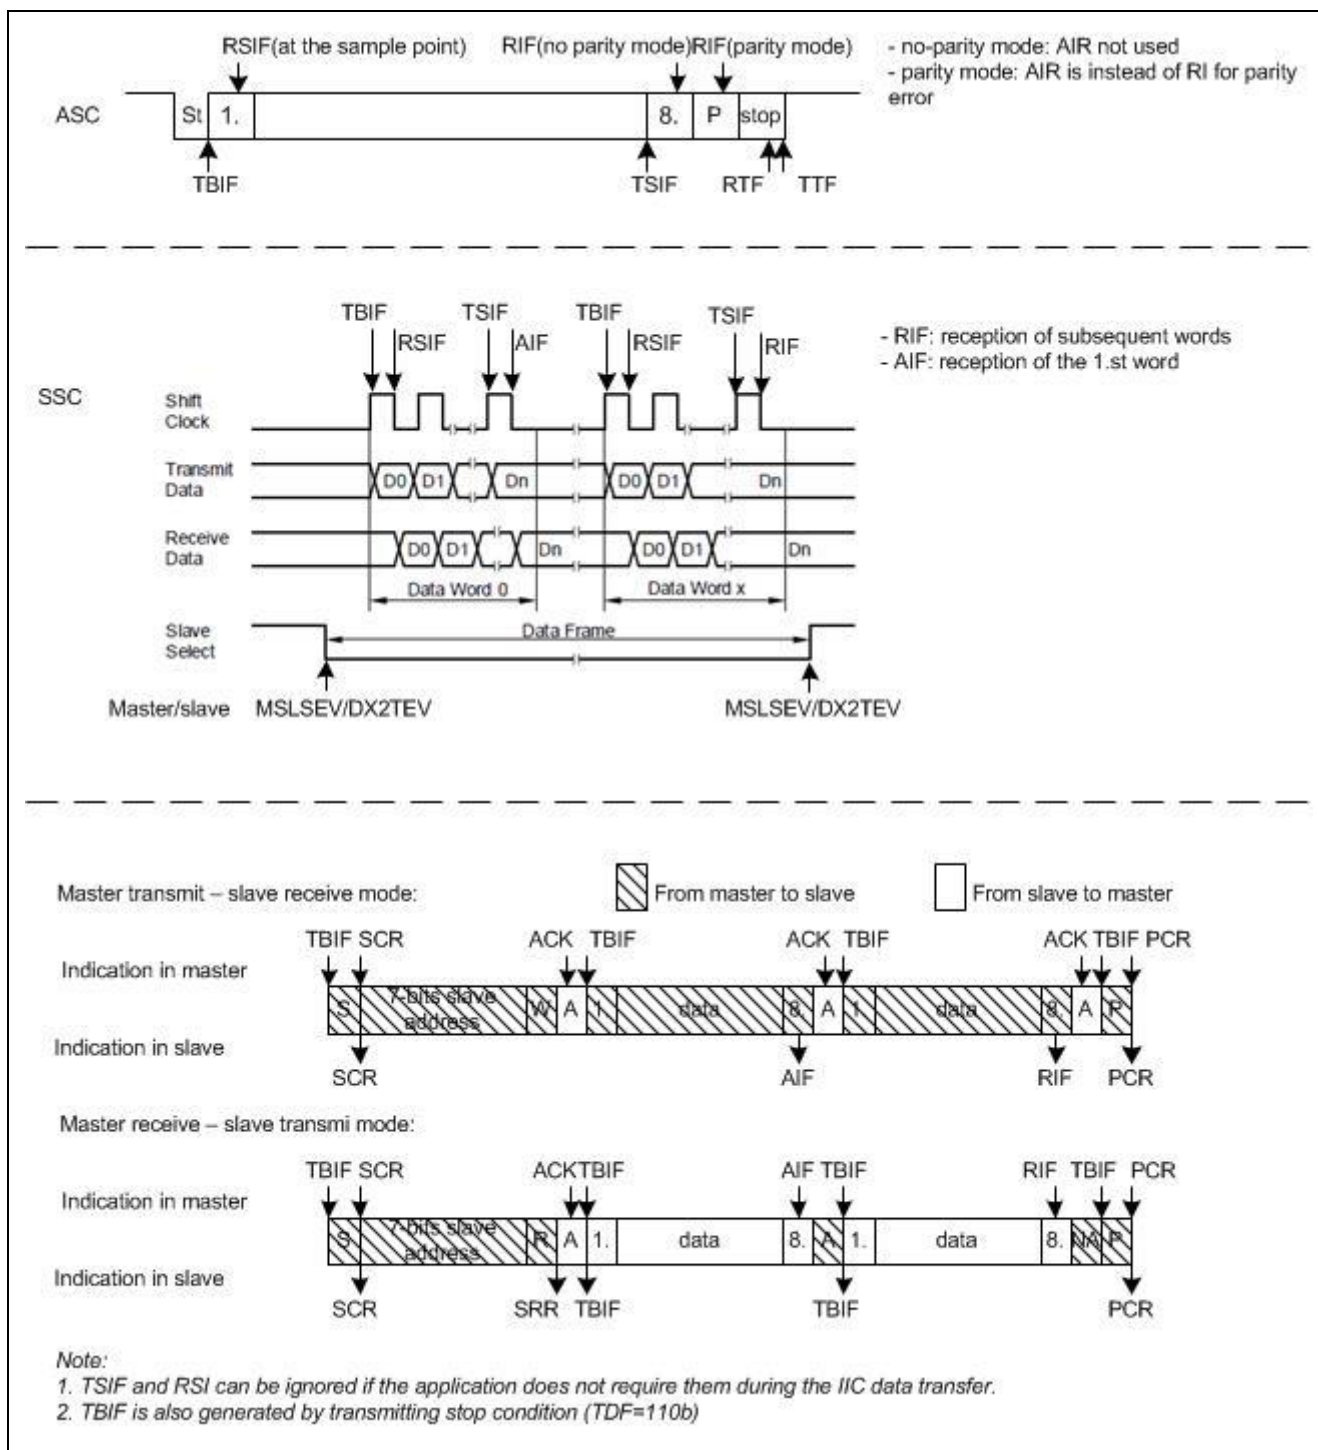 RSIF(at the sample point) RIF(no parity mode) RIF(parity mode)
- no-parity mode: AIR not used
- parity mode: AIR is instead of RI for parity
error
ASC St 1. 8. P stop
TBIF TSIF RTF TTF
TBIF TSIF TBIF TSIF
RSIF AIF RSIF RIF
- RIF: reception of subsequent words
- AIF: reception of the 1.st word
SSC
Shift
Clock
Transmit
Data
D0 D1 Dn D0 D1 Dn
Receive
Data
D0 D1 Dn D0 D1 Dn
Data Word 0 Data Word x
Slave
Select
Data Frame
Master/slave MSLSEV/DX2TEV MSLSEV/DX2TEV
Master transmit – slave receive mode: From master to slave From slave to master
TBIF SCR ACK TBIF ACK TBIF ACK TBIF PCR
Indication in master
S 7-bits slave address W A 1. data 8. A 1. data 8. A P
Indication in slave
SCR AIF RIF PCR
Master receive – slave transmi mode:
TBIF SCR ACK TBIF AIF TBIF RIF TBIF PCR
Indication in master
S 7-bits slave address R A 1. data 8. A 1. data 8. NA P
Indication in slave
SCR SRR TBIF TBIF PCR
Note:
1. TSIF and RSI can be ignored if the application does not require them during the IIC data transfer.
2. TBIF is also generated by transmitting stop condition (TDF=110b)